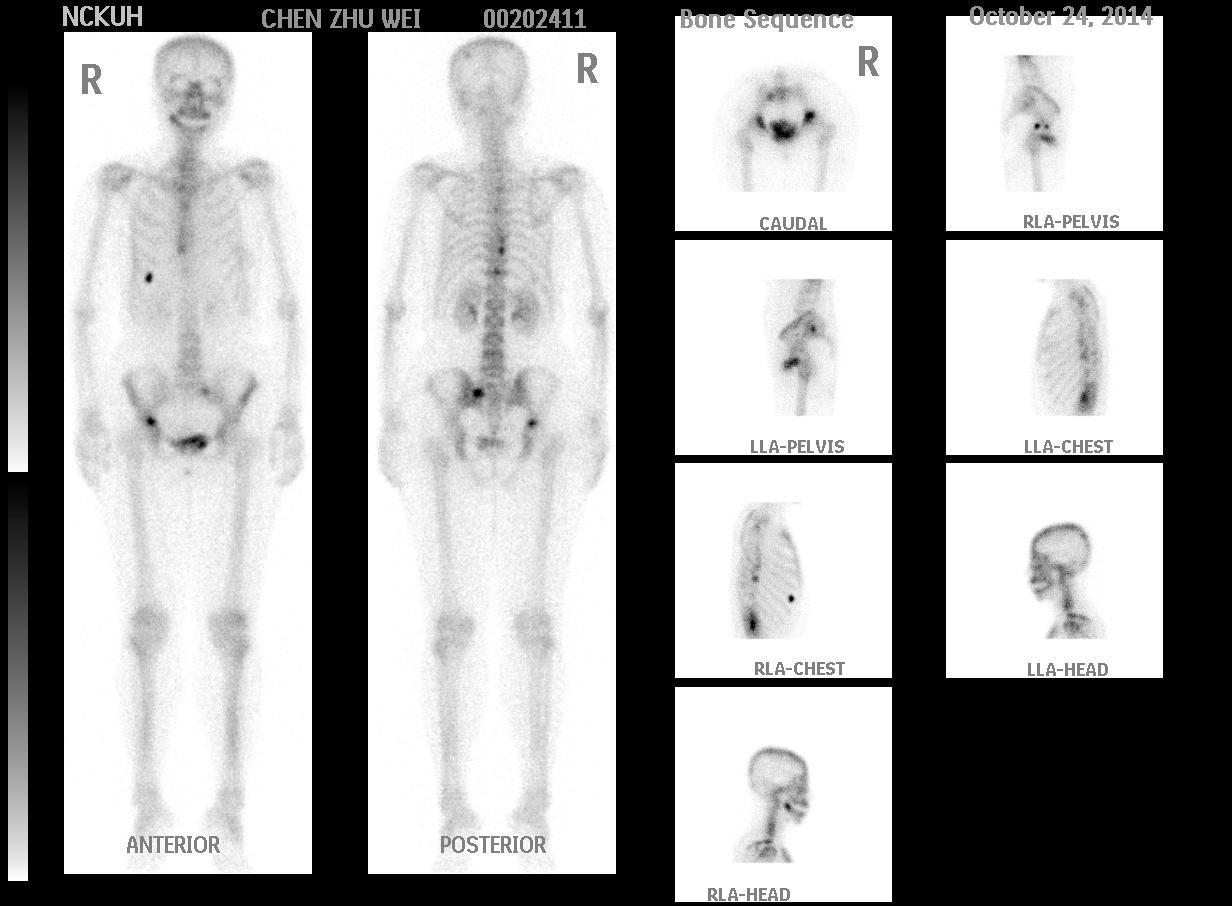 NCKUH CHEN ZHU WEI 00202411 Bone Sequence October 24, 2014
R
R
R
CAUDAL
RLA-PELVIS
LLA-PELVIS
LLA-CHEST
RLA-CHEST
LLA-HEAD
ANTERIOR
POSTERIOR
RLA-HEAD